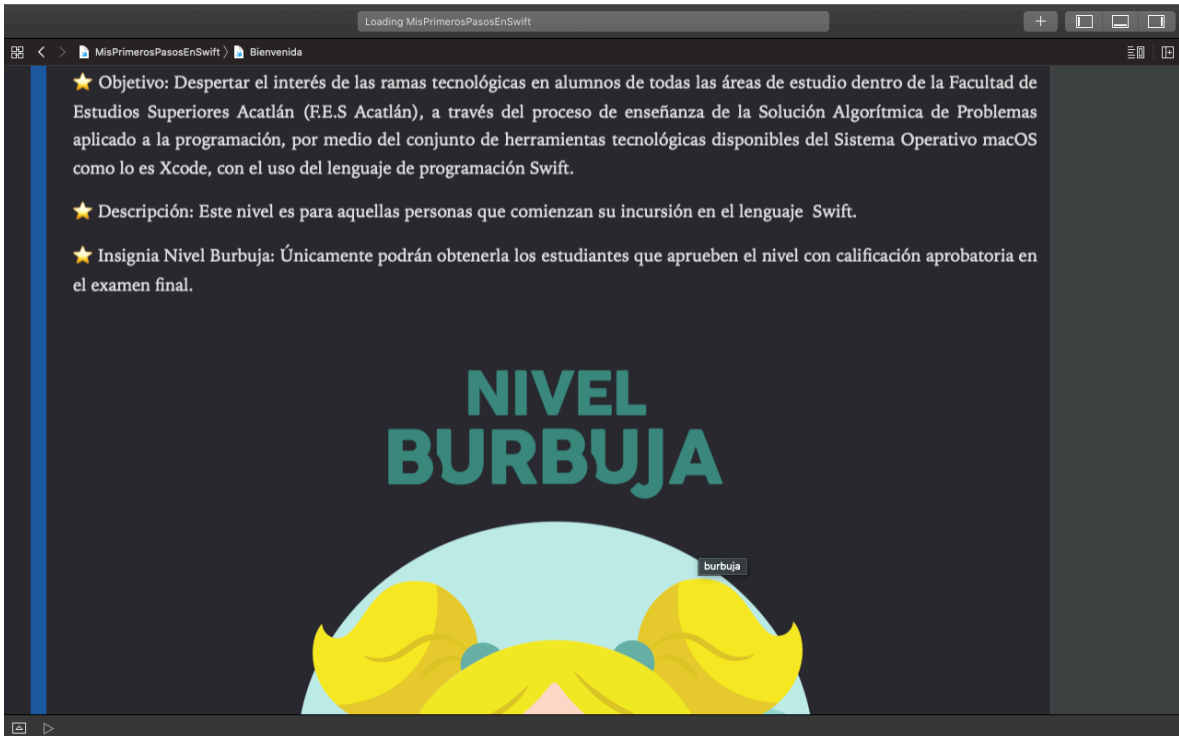 Loading MisPrimerosPasosEnSwift
MisPrimerosPasosEnSwift
Bienvenida
⭐ Objetivo: Despertar el interés de las ramas tecnológicas en alumnos de todas las áreas de estudio dentro de la Facultad de
Estudios Superiores Acatlán (F.E.S Acatlán), a través del proceso de enseñanza de la Solución Algorítmica de Problemas
aplicado a la programación, por medio del conjunto de herramientas tecnológicas disponibles del Sistema Operativo macOS
como lo es Xcode, con el uso del lenguaje de programación Swift.
⭐ Descripción: Este nivel es para aquellas personas que comienzan su incursión en el lenguaje Swift.
⭐ Insignia Nivel Burbuja: Únicamente podrán obtenerla los estudiantes que aprueben el nivel con calificación aprobatoria en
el examen final.
NIVEL
BURBUJA
burbuja